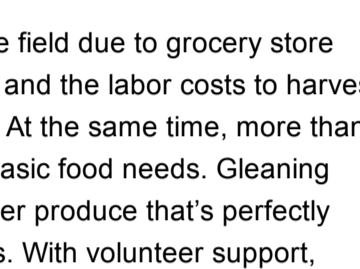 e field due to grocery store
and the labor costs to harve
At the same time, more than
asic food needs. Gleaning
er produce that’s perfectly
s. With volunteer support,